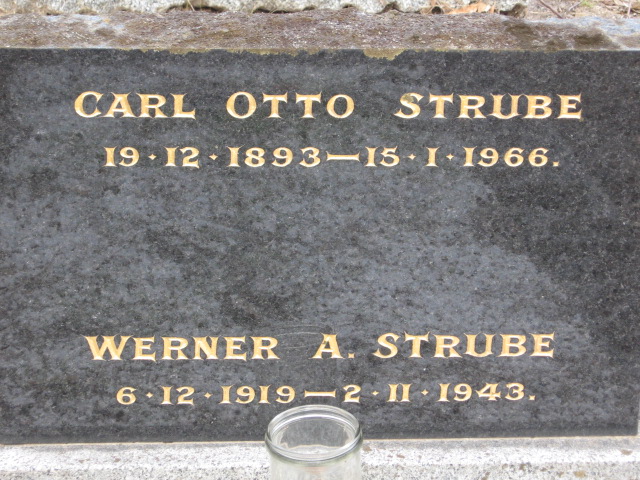 CARL OTTO STRUBE
19·12·1893—15·1·1966.
WERNER A. STRUBE
6·12·1919—2·11·1943.